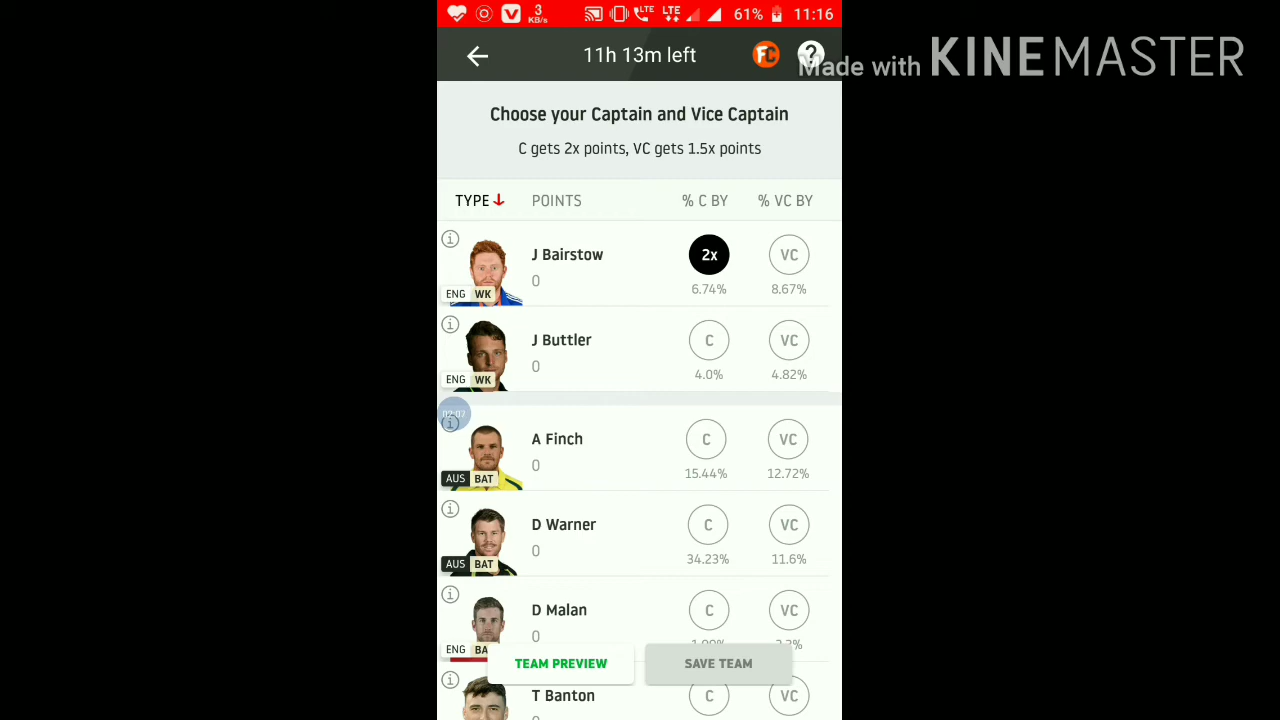 3
KB/s
LTE
LTE
61%
11:16
11h 13m left
FC
?
Made with KINEMASTER
Choose your Captain and Vice Captain
C gets 2x points, VC gets 1.5x points
TYPE POINTS % C BY % VC BY
i
J Bairstow 2x VC
0 6.74% 8.67%
ENG WK
i
J Buttler C VC
0 4.0% 4.82%
ENG WK
02:07
i
A Finch C VC
0 15.44% 12.72%
AUS BAT
i
D Warner C VC
0 34.23% 11.6%
AUS BAT
i
D Malan C VC
0
ENG
TEAM PREVIEW SAVE TEAM
i
T Banton C VC